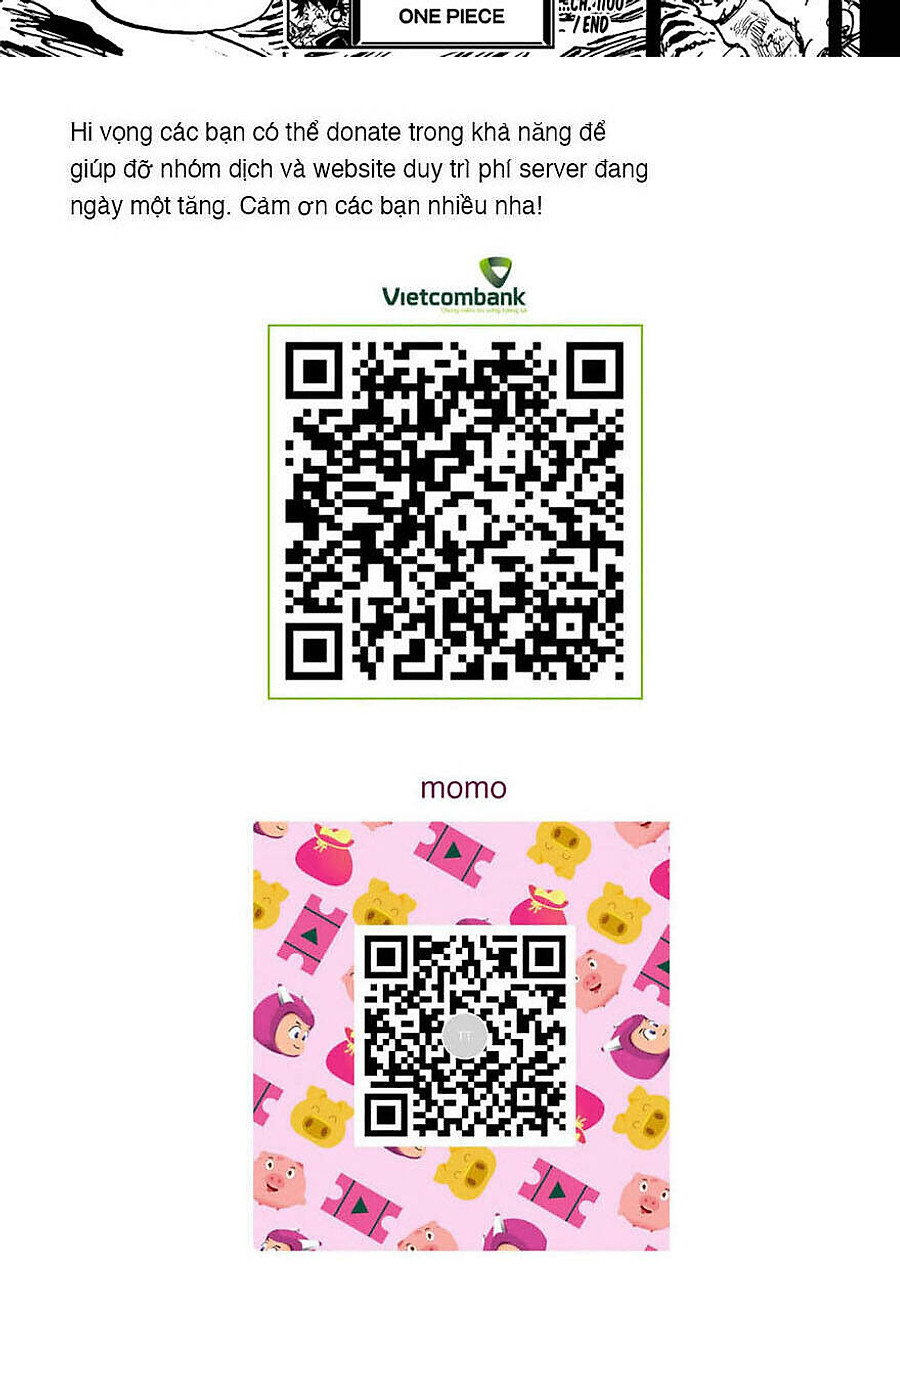 ONE PIECE
/ END
Hi vọng các bạn có thể donate trong khả năng để
giúp đỡ nhóm dịch và website duy trì phí server đang
ngày một tăng. Cảm ơn các bạn nhiều nha!
Vietcombank
momo
TT